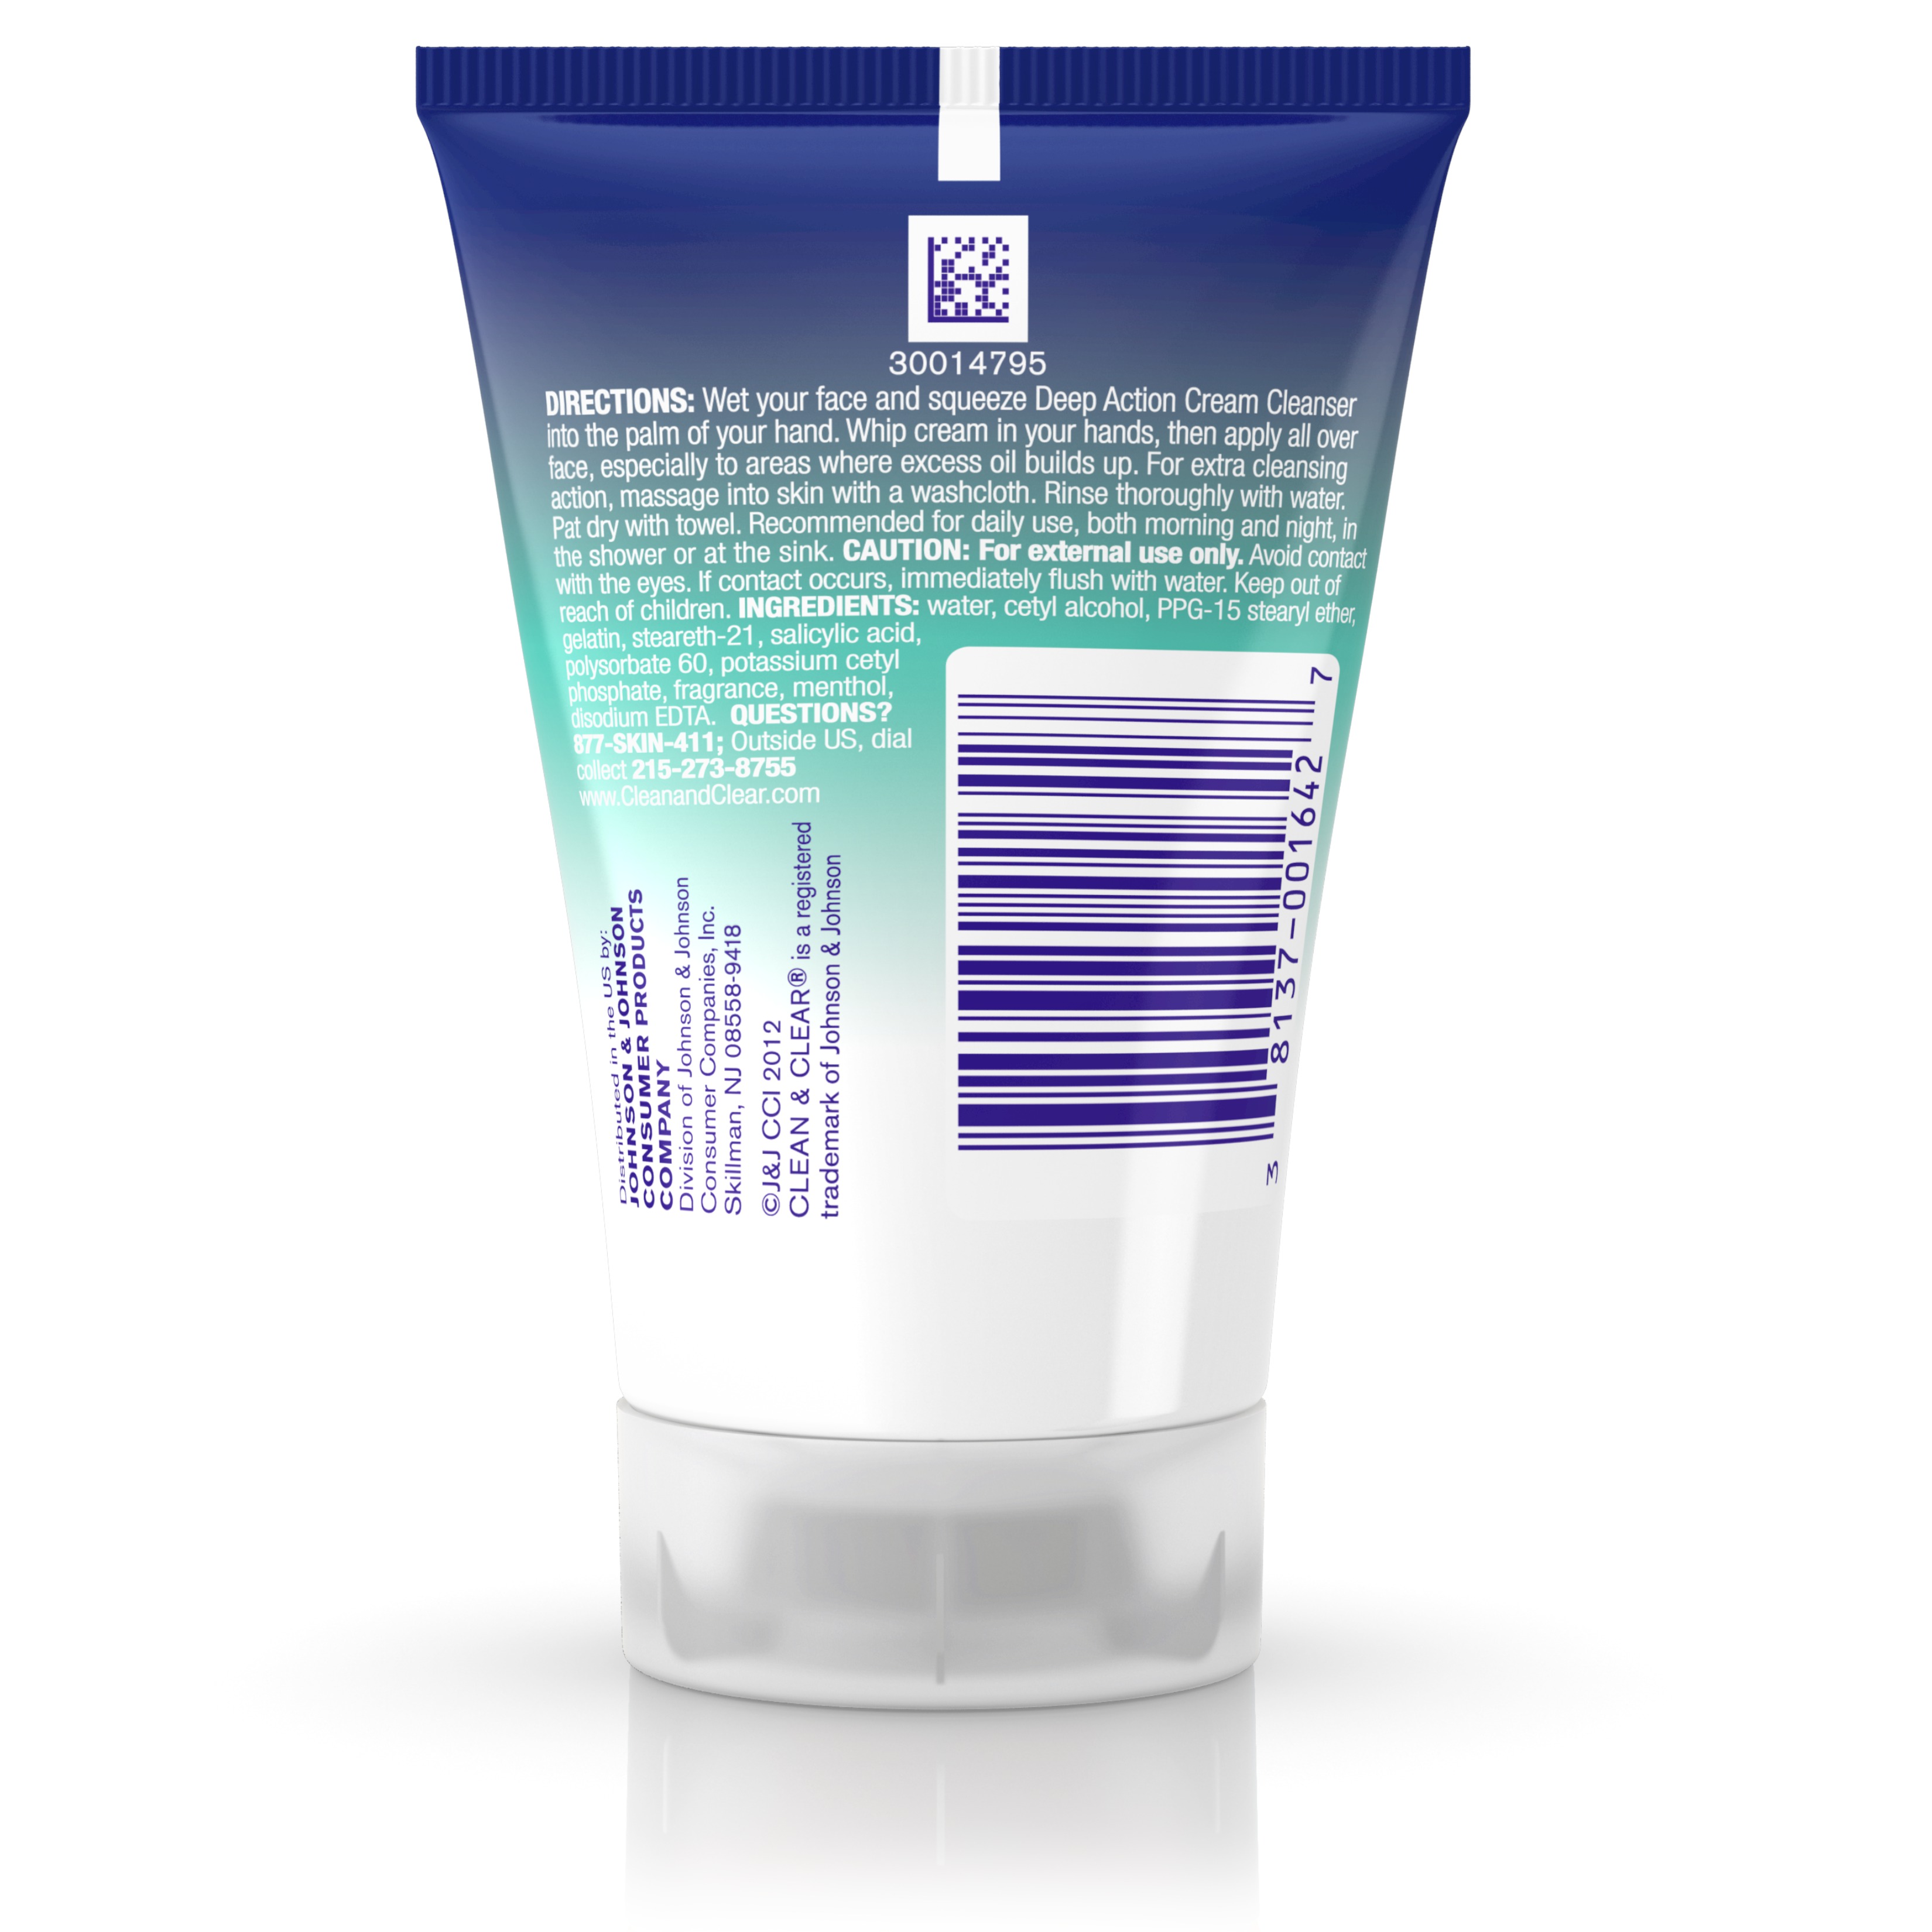 30014795
DIRECTIONS: Wet your face and squeeze Deep Action Cream Cleanser
into the palm of your hand. Whip cream in your hands, then apply all over
face, especially to areas where excess oil builds up. For extra cleansing
action, massage into skin with a washcloth. Rinse thoroughly with water.
Pat dry with towel. Recommended for daily use, both morning and night, in
the shower or at the sink. CAUTION: For external use only. Avoid contact
with the eyes. If contact occurs, immediately flush with water. Keep out of
reach of children. INGREDIENTS: water, cetyl alcohol, PPG-15 stearyl ether,
gelatin, steareth-21, salicylic acid,
polysorbate 60, potassium cetyl
phosphate, fragrance, menthol,
disodium EDTA. QUESTIONS?
877-SKIN-411; Outside US, dial
collect 215-273-8755
www.CleanandClear.com
Distributed in the US by:
JOHNSON & JOHNSON
CONSUMER PRODUCTS
COMPANY
Division of Johnson & Johnson
Consumer Companies, Inc.
Skillman, NJ 08558-9418
©J&J CCI 2012
CLEAN & CLEAR® is a registered
trademark of Johnson & Johnson
3 8137-001642 7